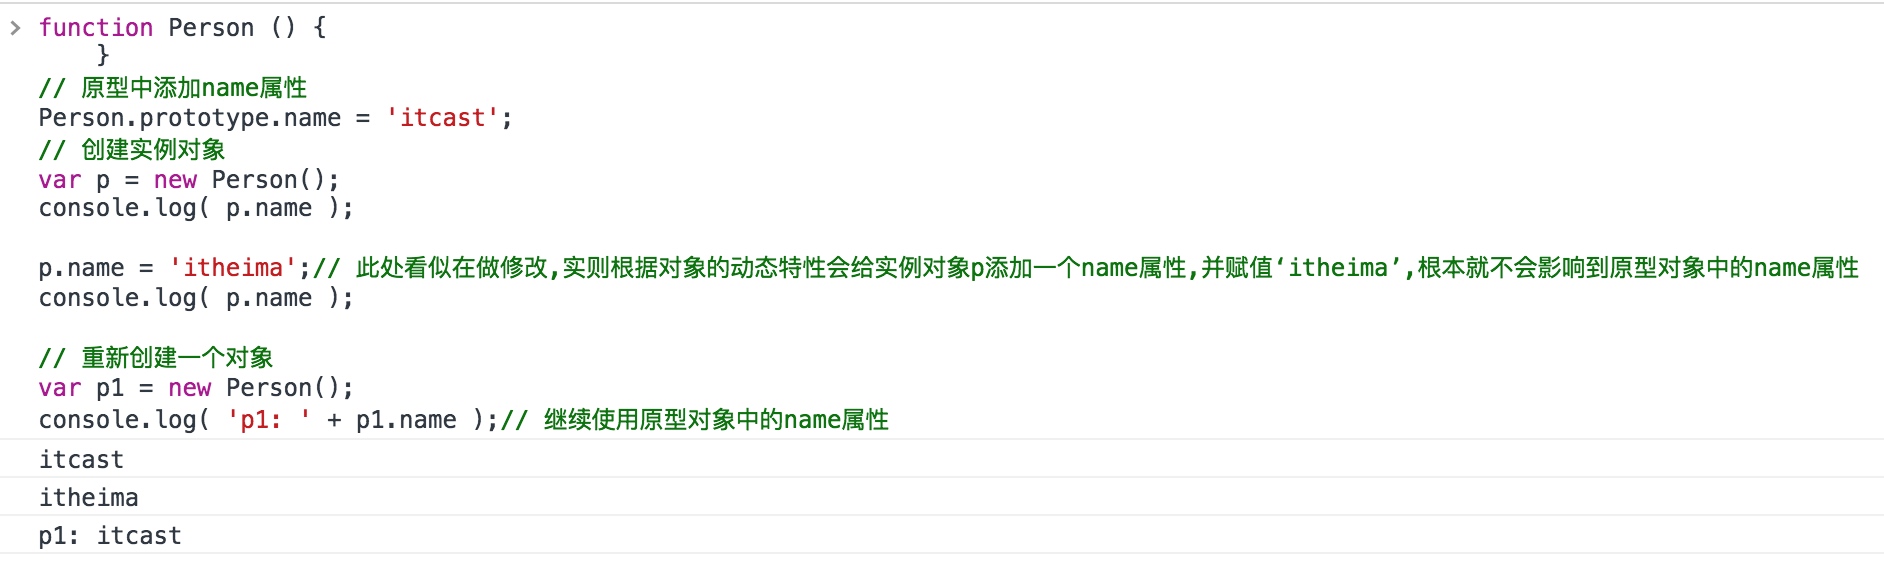 > function Person () {
    }
// 原型中添加name属性
Person.prototype.name = 'itcast';
// 创建实例对象
var p = new Person();
console.log( p.name );
p.name = 'itheima';// 此处看似在做修改,实则根据对象的动态特性会给实例对象p添加一个name属性,并赋值‘itheima’,根本就不会影响到原型对象中的name属性
console.log( p.name );
// 重新创建一个对象
var p1 = new Person();
console.log( 'p1: ' + p1.name );// 继续使用原型对象中的name属性
itcast
itheima
p1: itcast